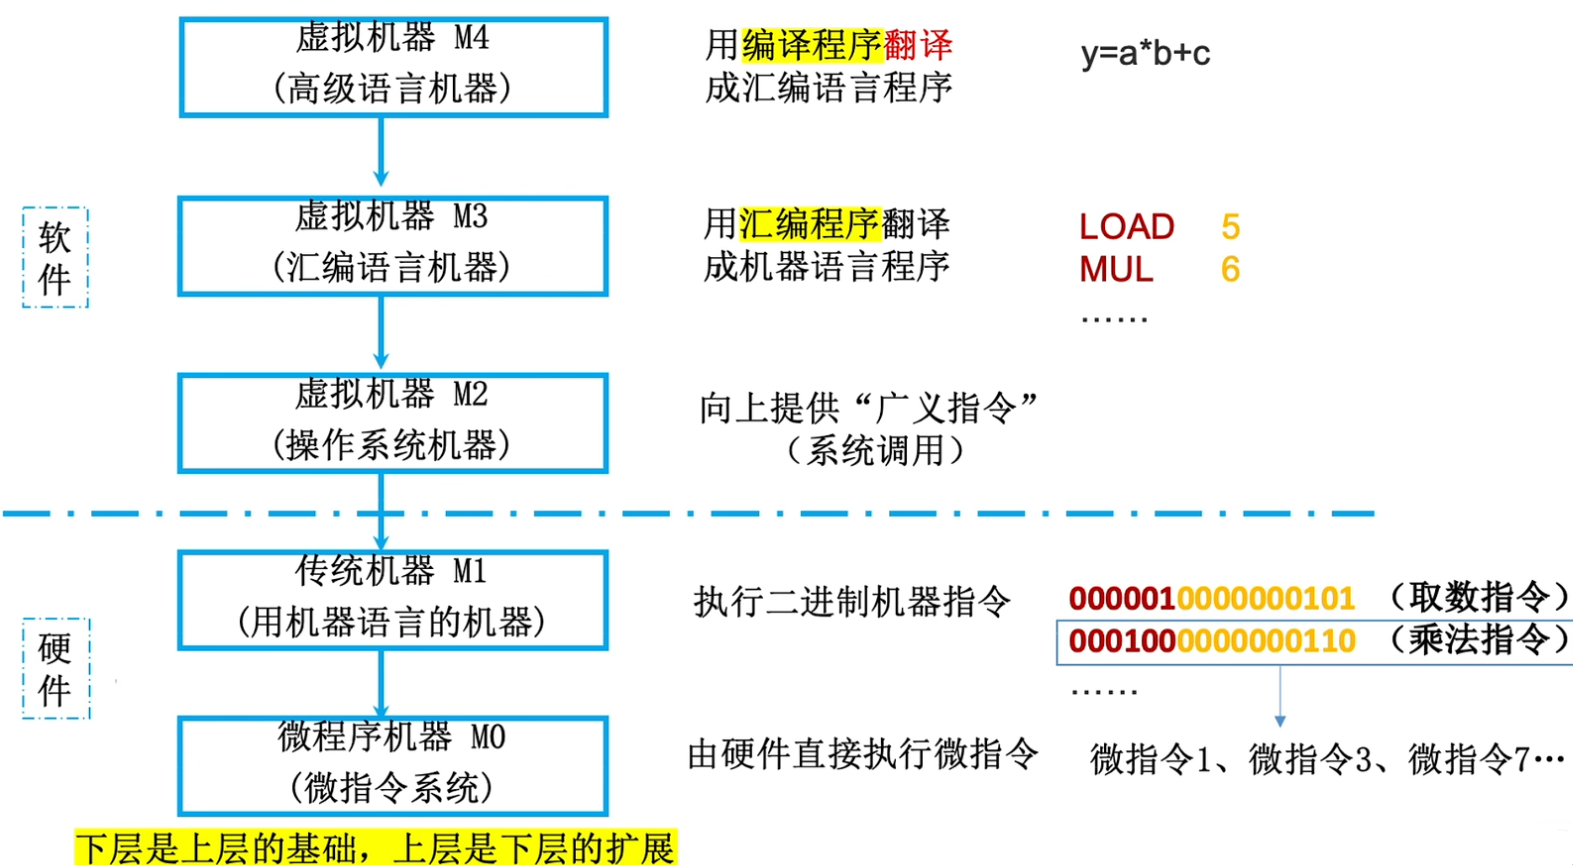 虚拟机器 M4
(高级语言机器)
用编译程序翻译
成汇编语言程序
y=a*b+c
软
件
虚拟机器 M3
(汇编语言机器)
用汇编程序翻译
成机器语言程序
LOAD 5
MUL 6
……
虚拟机器 M2
(操作系统机器)
向上提供“广义指令”
（系统调用）
硬
件
传统机器 M1
(用机器语言的机器)
执行二进制机器指令
0000010000000101 （取数指令）
0001000000000110 （乘法指令）
……
微程序机器 M0
(微指令系统)
由硬件直接执行微指令
微指令1、微指令3、微指令7…
下层是上层的基础，上层是下层的扩展